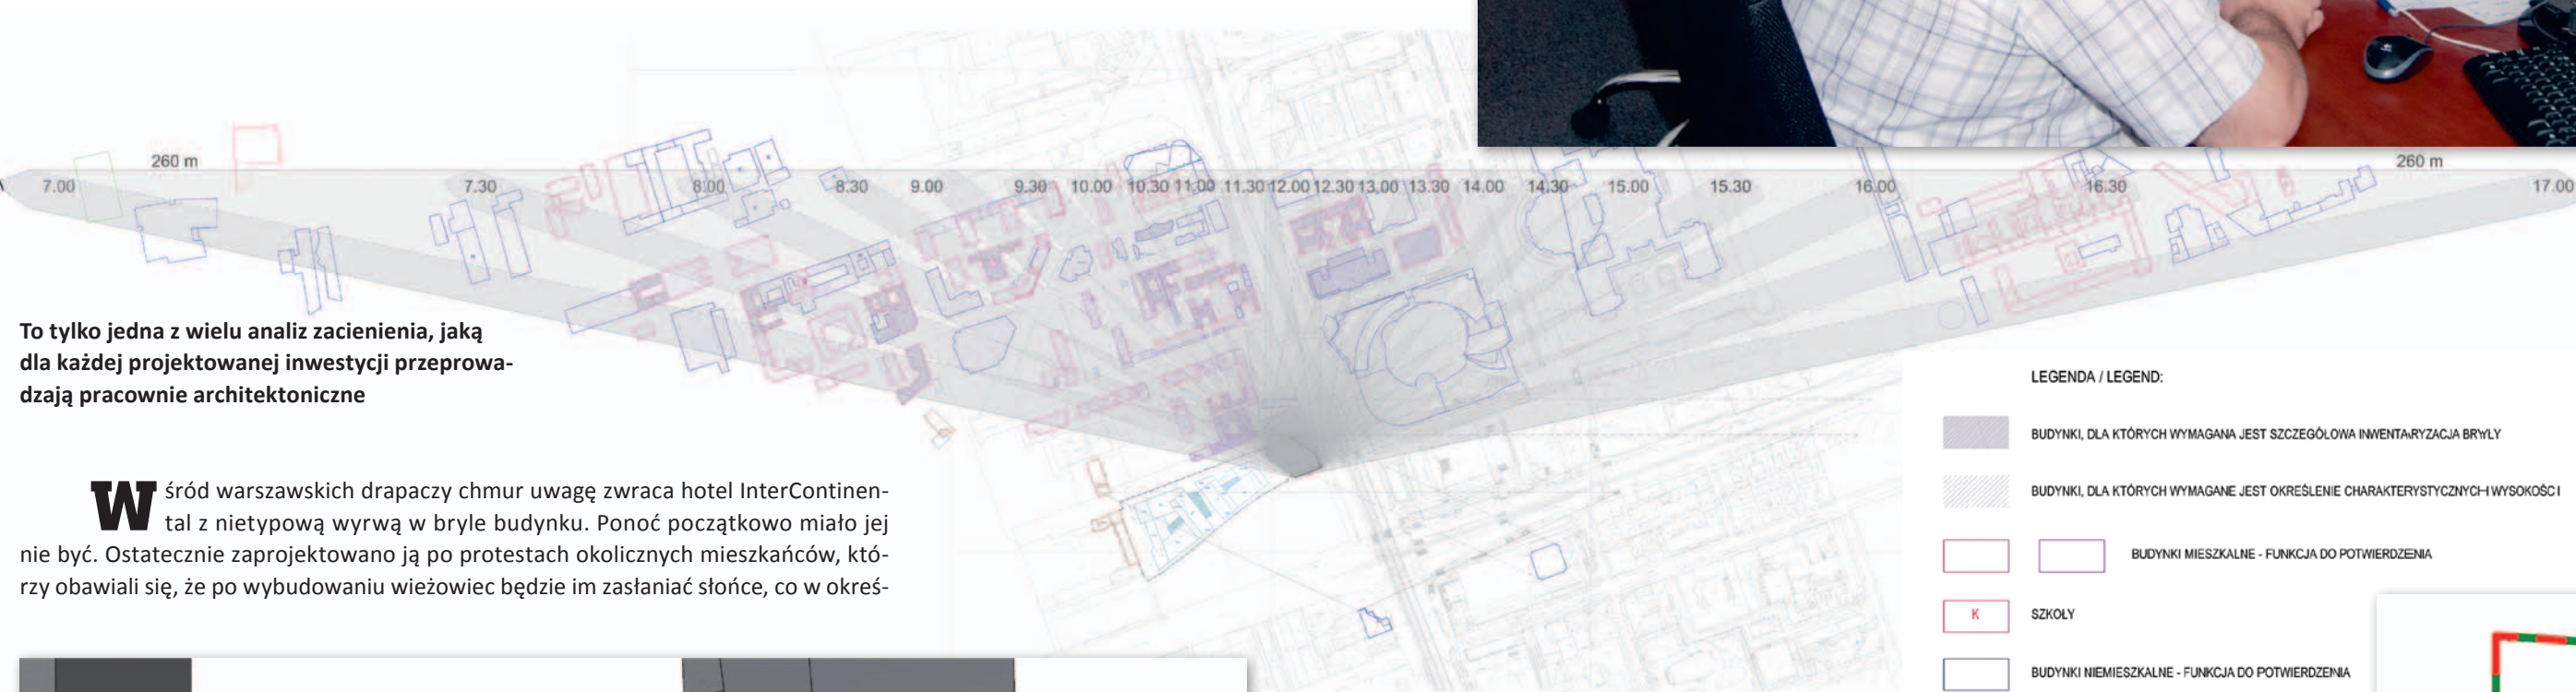 260 m
260 m
7.00 7.30 8:00 8:30 9.00 9.30 10.00 10.30 11.00 11.30 12.00 12.30 13.00 13.30 14.00 14:30 15.00 15.30 16.00 16.30 17.00
To tylko jedna z wielu analiz zacienienia, jaką
dla każdej projektowanej inwestycji przeprowa-
dzają pracownie architektoniczne
Wśród warszawskich drapaczy chmur uwagę zwraca hotel InterContinen-
tal z nietypową wyrwą w bryle budynku. Ponoć początkowo miało jej
nie być. Ostatecznie zaprojektowano ją po protestach okolicznych mieszkańców, któ-
rzy obawiali się, że po wybudowaniu wieżowiec będzie im zasłaniać słońce, co w okreś-
LEGENDA / LEGEND:
BUDYNKI, DLA KTÓRYCH WYMAGANA JEST SZCZEGÓŁOWA INWENTARYZACJA BRYŁY
BUDYNKI, DLA KTÓRYCH WYMAGANE JEST OKREŚLENIE CHARAKTERYSTYCZNYCH WYSOKOŚCI
BUDYNKI MIESZKALNE - FUNKCJA DO POTWIERDZENIA
K SZKOŁY
BUDYNKI NIEMIESZKALNE - FUNKCJA DO POTWIERDZENIA